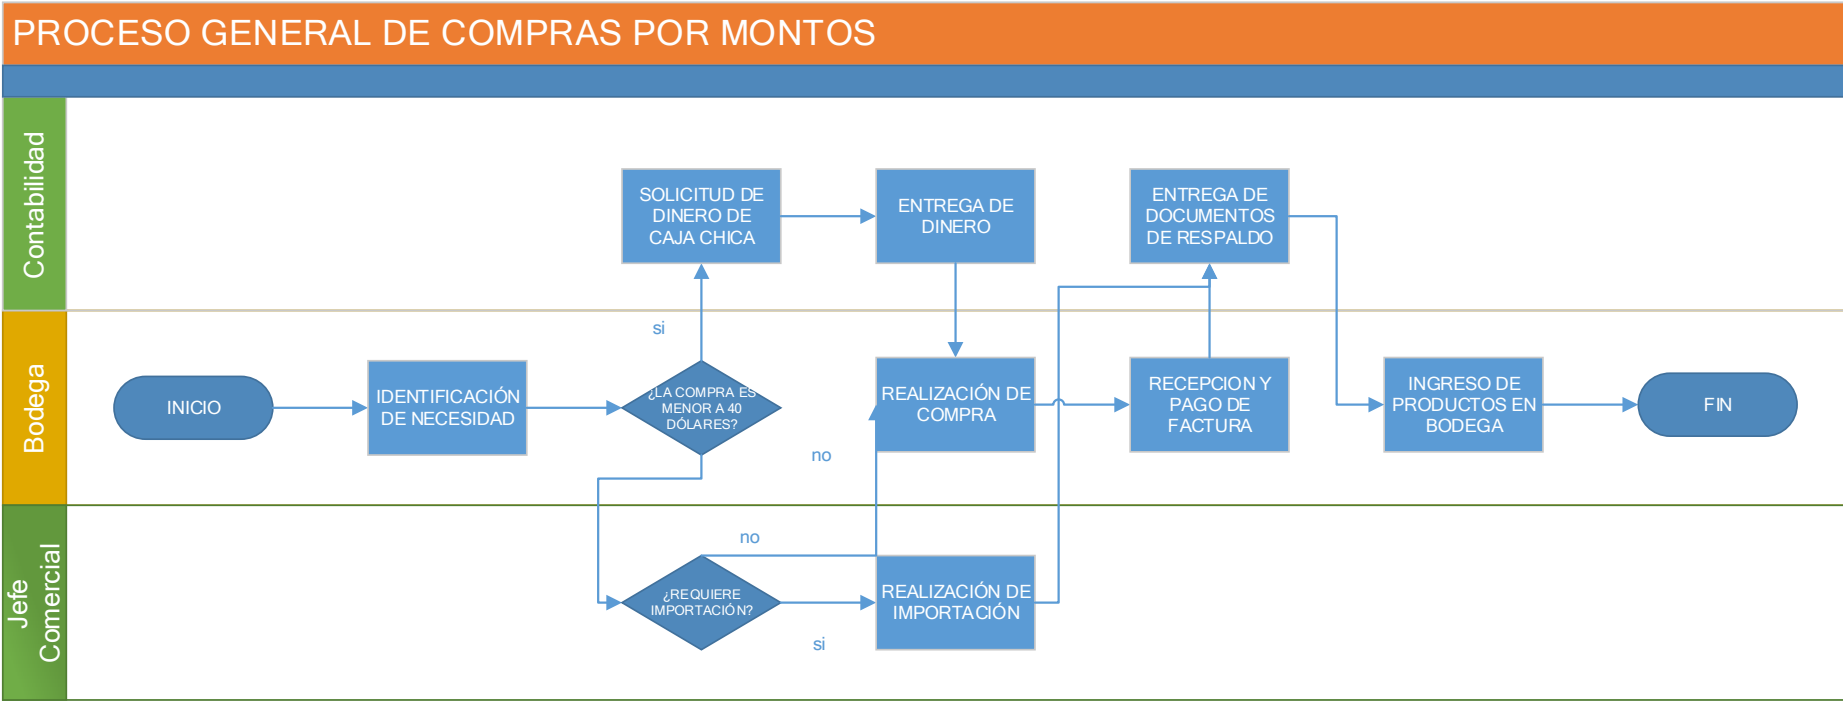 PROCESO GENERAL DE COMPRAS POR MONTOS
Contabilidad
SOLICITUD DE
DINERO DE
CAJA CHICA
ENTREGA DE
DINERO
ENTREGA DE
DOCUMENTOS
DE RESPALDO
Bodega
si
INICIO
IDENTIFICACIÓN
DE NECESIDAD
¿LA COMPRA ES
MENOR A 40
DÓLARES?
no
REALIZACIÓN DE
COMPRA
RECEPCION Y
PAGO DE
FACTURA
INGRESO DE
PRODUCTOS EN
BODEGA
FIN
Jefe
Comercial
no
¿REQUIERE
IMPORTACIÓN?
si
REALIZACIÓN DE
IMPORTACIÓN